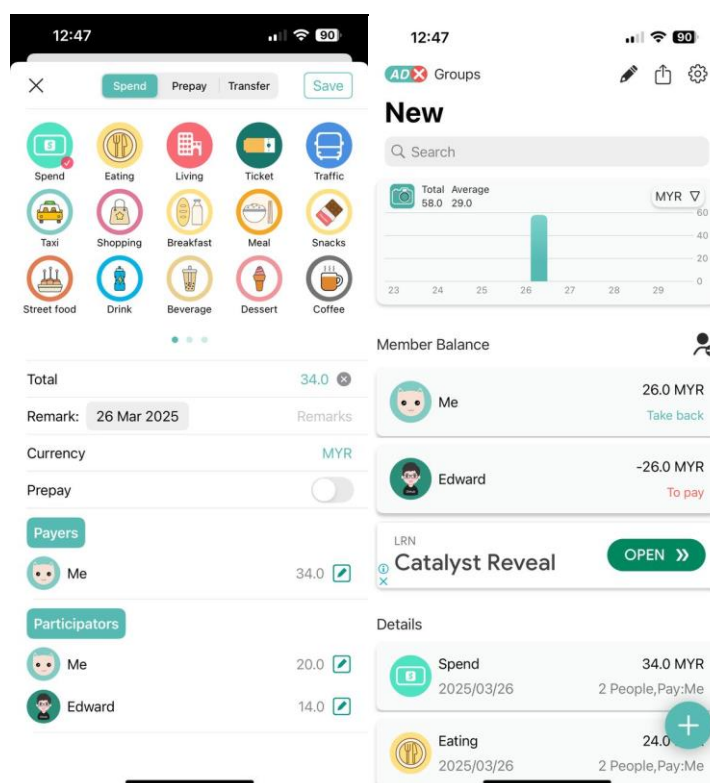 12:47
90
Spend Prepay Transfer Save
Spend Eating Living Ticket Traffic
Taxi Shopping Breakfast Meal Snacks
Street food Drink Beverage Dessert Coffee
Total 34.0
Remark: 26 Mar 2025 Remarks
Currency MYR
Prepay
Payers
Me 34.0
Participators
Me 20.0
Edward 14.0
12:47
90
AD Groups
New
Search
Total Average
58.0 29.0
MYR
60
40
20
0
23 24 25 26 27 28 29
Member Balance
Me 26.0 MYR
Take back
Edward -26.0 MYR
To pay
LRN
Catalyst Reveal OPEN
Details
Spend 34.0 MYR
2025/03/26 2 People,Pay:Me
Eating 24.0
2025/03/26 2 People,Pay:Me